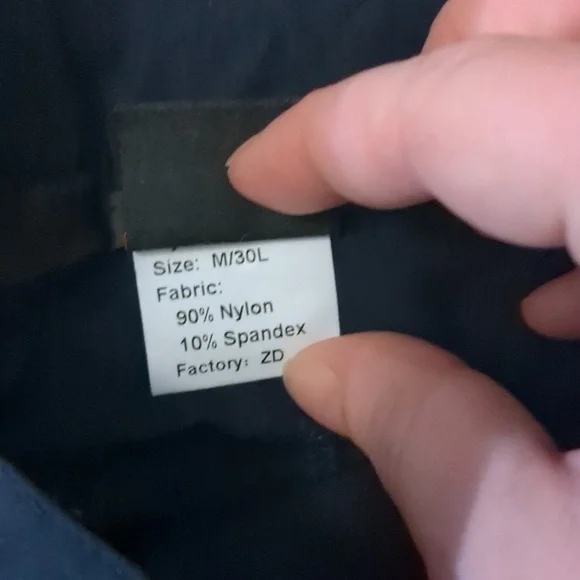 Size: M/30L
Fabric:
90% Nylon
10% Spandex
Factory: ZD